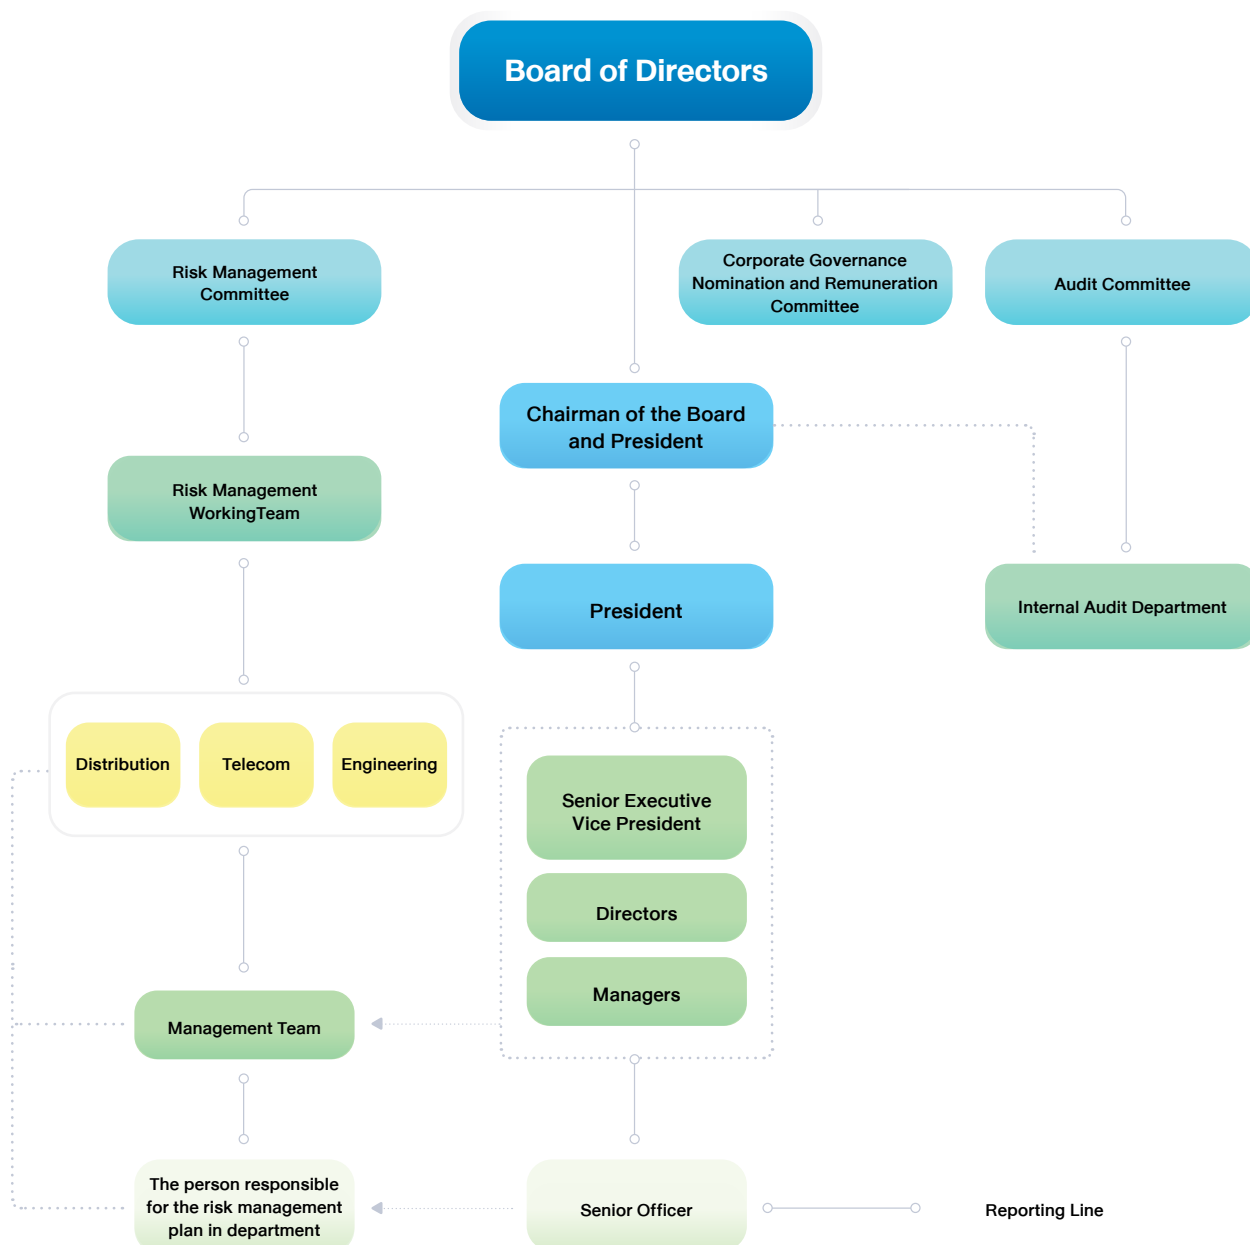 Board of Directors
Risk Management
Committee
Corporate Governance
Nomination and Remuneration
Committee
Audit Committee
Chairman of the Board
and President
Risk Management
WorkingTeam
President
Internal Audit Department
Distribution
Telecom
Engineering
Senior Executive
Vice President
Directors
Managers
Management Team
The person responsible
for the risk management
plan in department
Senior Officer
Reporting Line